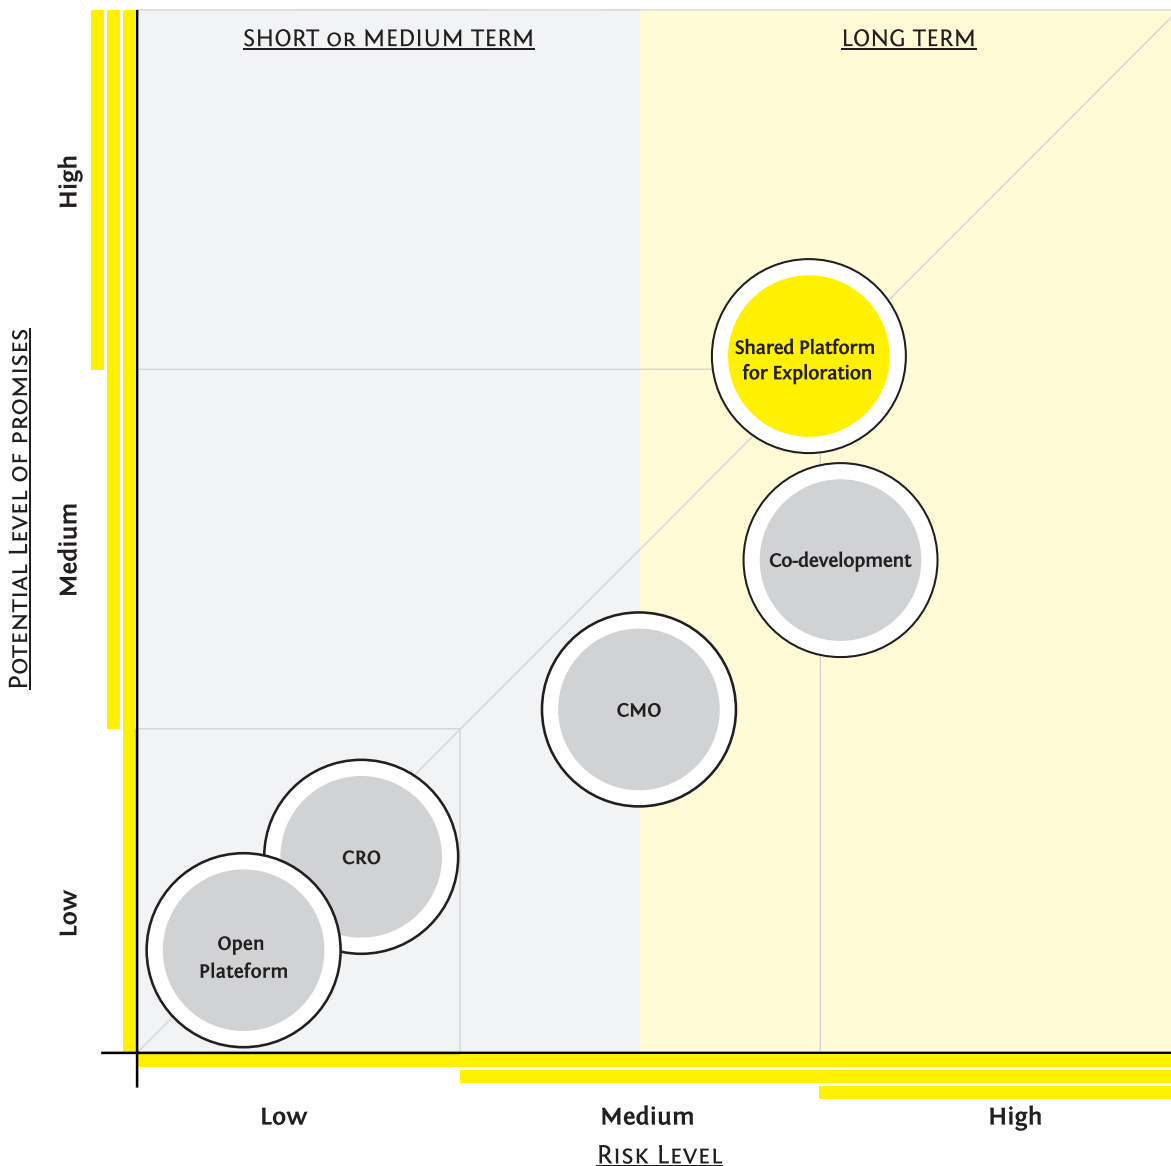 SHORT OR MEDIUM TERM
LONG TERM
High
Medium
Low
POTENTIAL LEVEL OF PROMISES
Shared Platform
for Exploration
Co-development
CMO
CRO
Open
Plateform
Low
Medium
High
RISK LEVEL